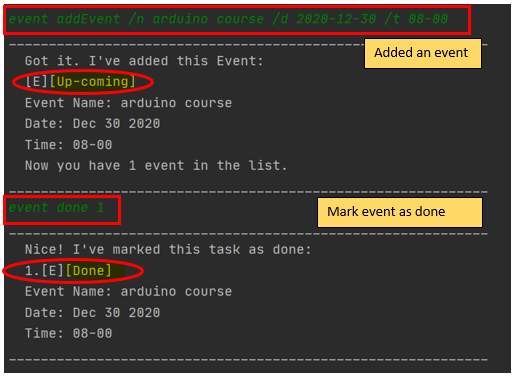 event addEvent /n arduino course /d 2020-12-30 /t 08-00
Added an event
Got it. I've added this Event:
[E][Up-coming]
Event Name: arduino course
Date: Dec 30 2020
Time: 08-00
Now you have 1 event in the list.
event done 1
Mark event as done
Nice! I've marked this task as done:
1.[E][Done]
Event Name: arduino course
Date: Dec 30 2020
Time: 08-00